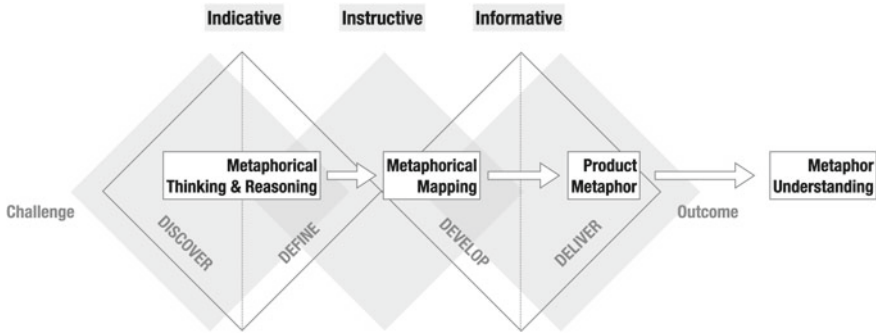 Indicative
Instructive
Informative
Metaphorical
Thinking & Reasoning
Metaphorical
Mapping
Product
Metaphor
Metaphor
Understanding
Challenge
Outcome
DISCOVER
DEFINE
DEVELOP
DELIVER